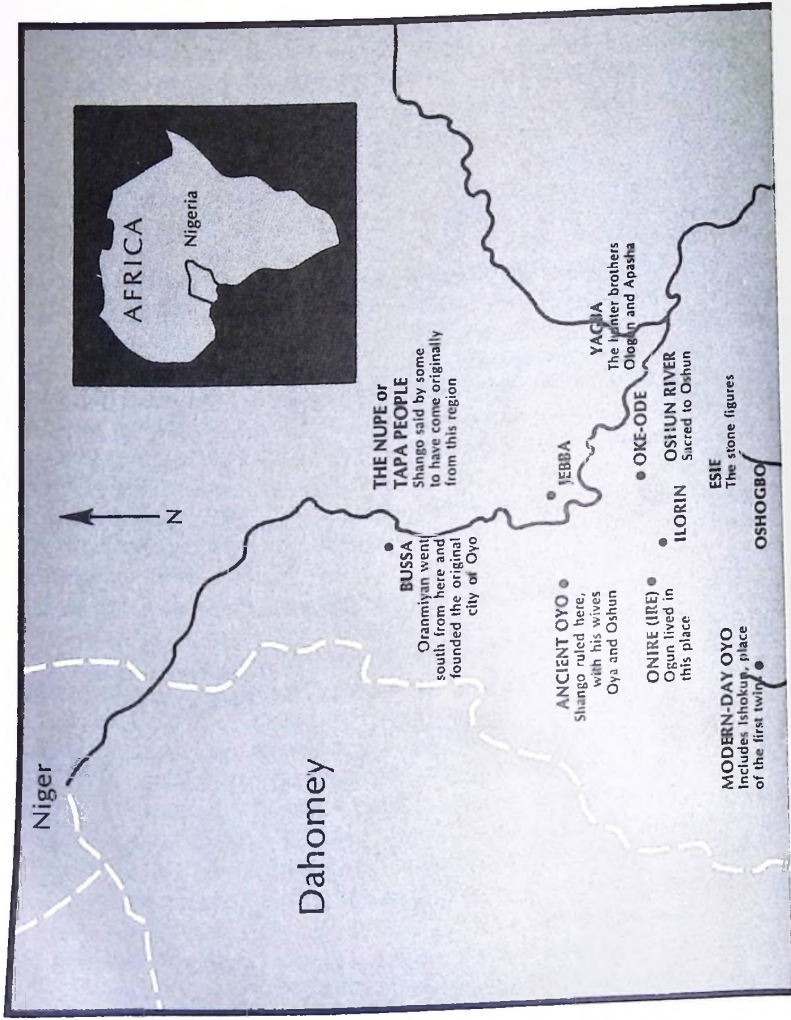 Niger
AFRICA
Nigeria
N
Dahomey
THE NUPE or
TAPA PEOPLE
Shango said by some
to have come originally
from this region
BUSSA
Oranmiyan went
south from here and
founded the original
city of Oyo
YAGBA
The hunter brothers
Ologun and Apasha
JEBBA
ANCIENT OYO
Shango ruled here,
with his wives
Oya and Oshun
OKE-ODE
OSHUN RIVER
Sacred to Oshun
ONIRE (IRE)
Ogun lived in
this place
ILORIN
ESIE
The stone figures
MODERN-DAY OYO
Includes Ishokun, place
of the first twins
OSHOGBO